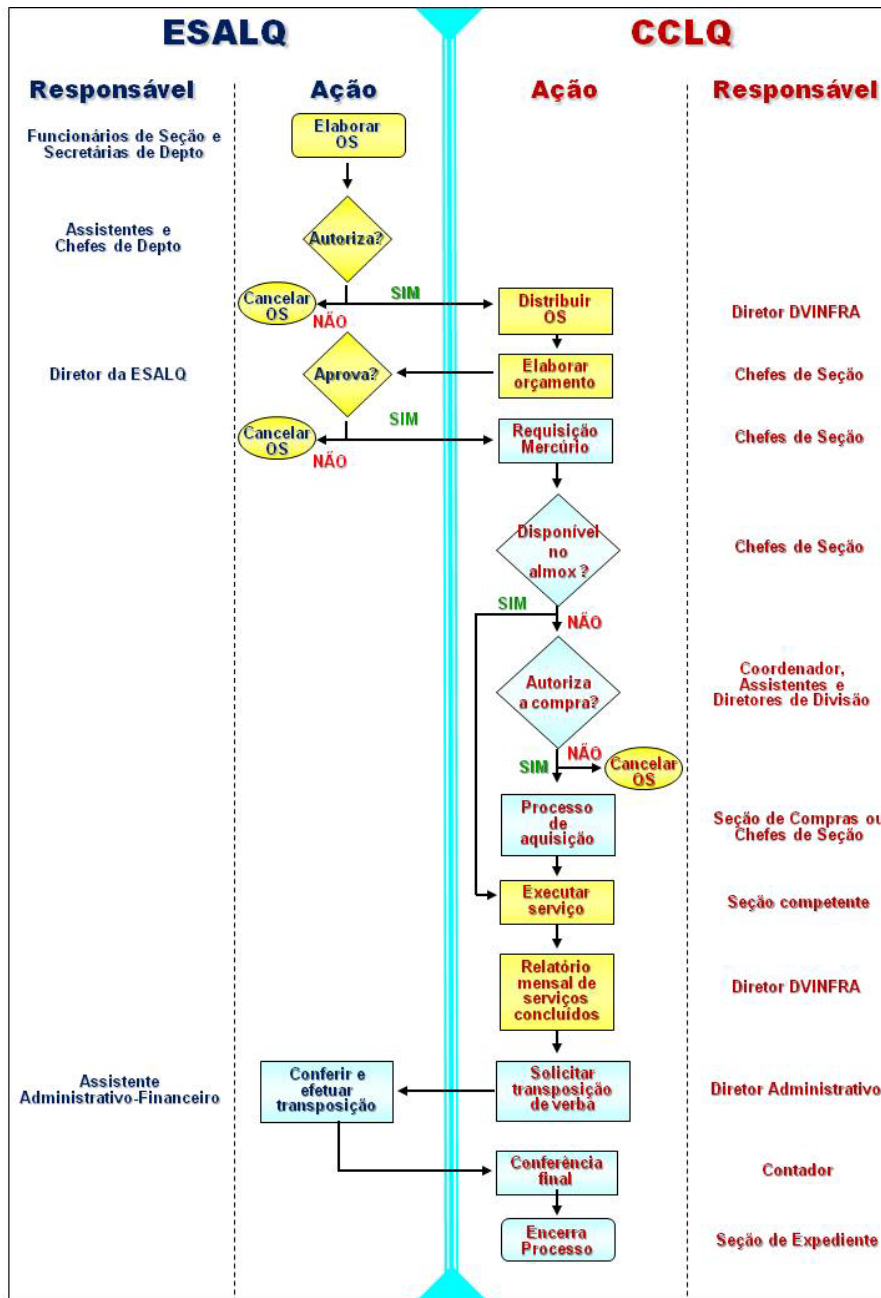 ESALQ
CCLQ
Responsável
Ação
Ação
Responsável
Funcionários de Seção e
Secretárias de Depto
Elaborar
OS
Assistentes e
Chefes de Depto
Autoriza?
Cancelar
OS
SIM
NÃO
Distribuir
OS
Diretor DVINFRA
Diretor da ESALQ
Aprova?
Elaborar
orçamento
Chefes de Seção
Cancelar
OS
SIM
NÃO
Requisição
Mercúrio
Chefes de Seção
Disponível
no
almox ?
Chefes de Seção
SIM
NÃO
Autoriza
a compra?
Coordenador,
Assistentes e
Diretores de Divisão
NÃO
SIM
Cancelar
OS
Processo
de
aquisição
Seção de Compras ou
Chefes de Seção
Executar
serviço
Seção competente
Relatório
mensal de
serviços
concluídos
Diretor DVINFRA
Assistente
Administrativo-Financeiro
Conferir e
efetuar
transposição
Solicitar
transposição
de verba
Diretor Administrativo
Conferência
final
Contador
Encerra
Processo
Seção de Expediente